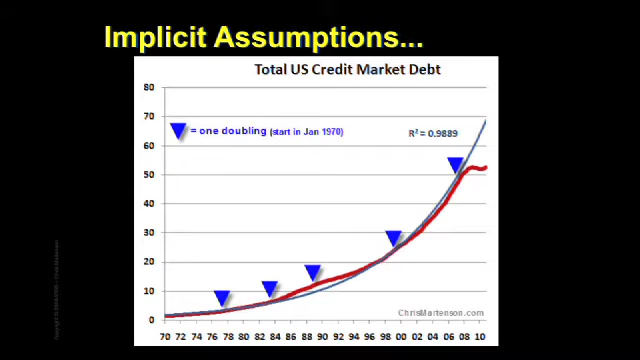 Implicit Assumptions...
Total US Credit Market Debt
80
70
= one doubling (start in Jan 1970)
R² = 0.9889
60
50
40
30
20
10
ChrisMartenson.com
0
70 72 74 76 78 80 82 84 86 88 90 92 94 96 98 00 02 04 06 08 10